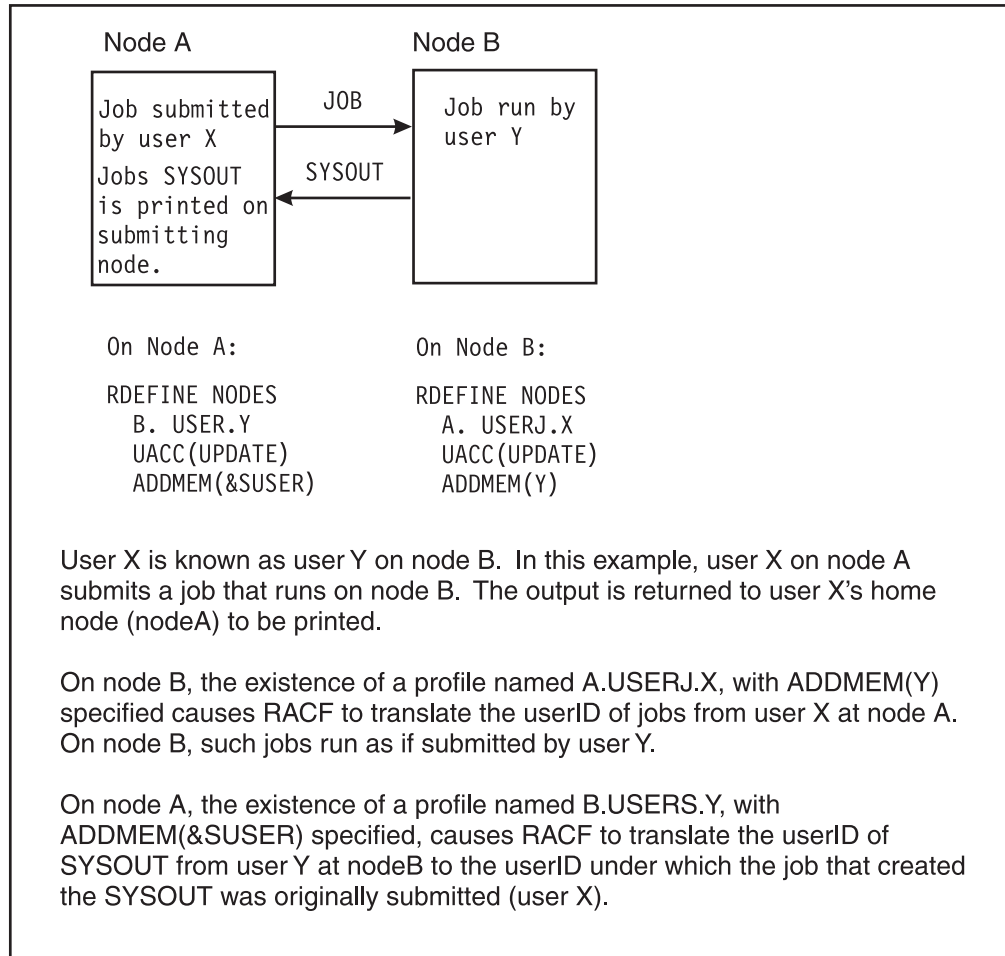 Node A
Node B
Job submitted
by user X
Jobs SYSOUT
is printed on
submitting
node.
JOB
SYSOUT
Job run by
user Y
On Node A:
RDEFINE NODES
B. USER.Y
UACC(UPDATE)
ADDMEM(&SUSER)
On Node B:
RDEFINE NODES
A. USERJ.X
UACC(UPDATE)
ADDMEM(Y)
User X is known as user Y on node B. In this example, user X on node A
submits a job that runs on node B. The output is returned to user X's home
node (nodeA) to be printed.
On node B, the existence of a profile named A.USERJ.X, with ADDMEM(Y)
specified causes RACF to translate the userID of jobs from user X at node A.
On node B, such jobs run as if submitted by user Y.
On node A, the existence of a profile named B.USERS.Y, with
ADDMEM(&SUSER) specified, causes RACF to translate the userID of
SYSOUT from user Y at nodeB to the userID under which the job that created
the SYSOUT was originally submitted (user X).